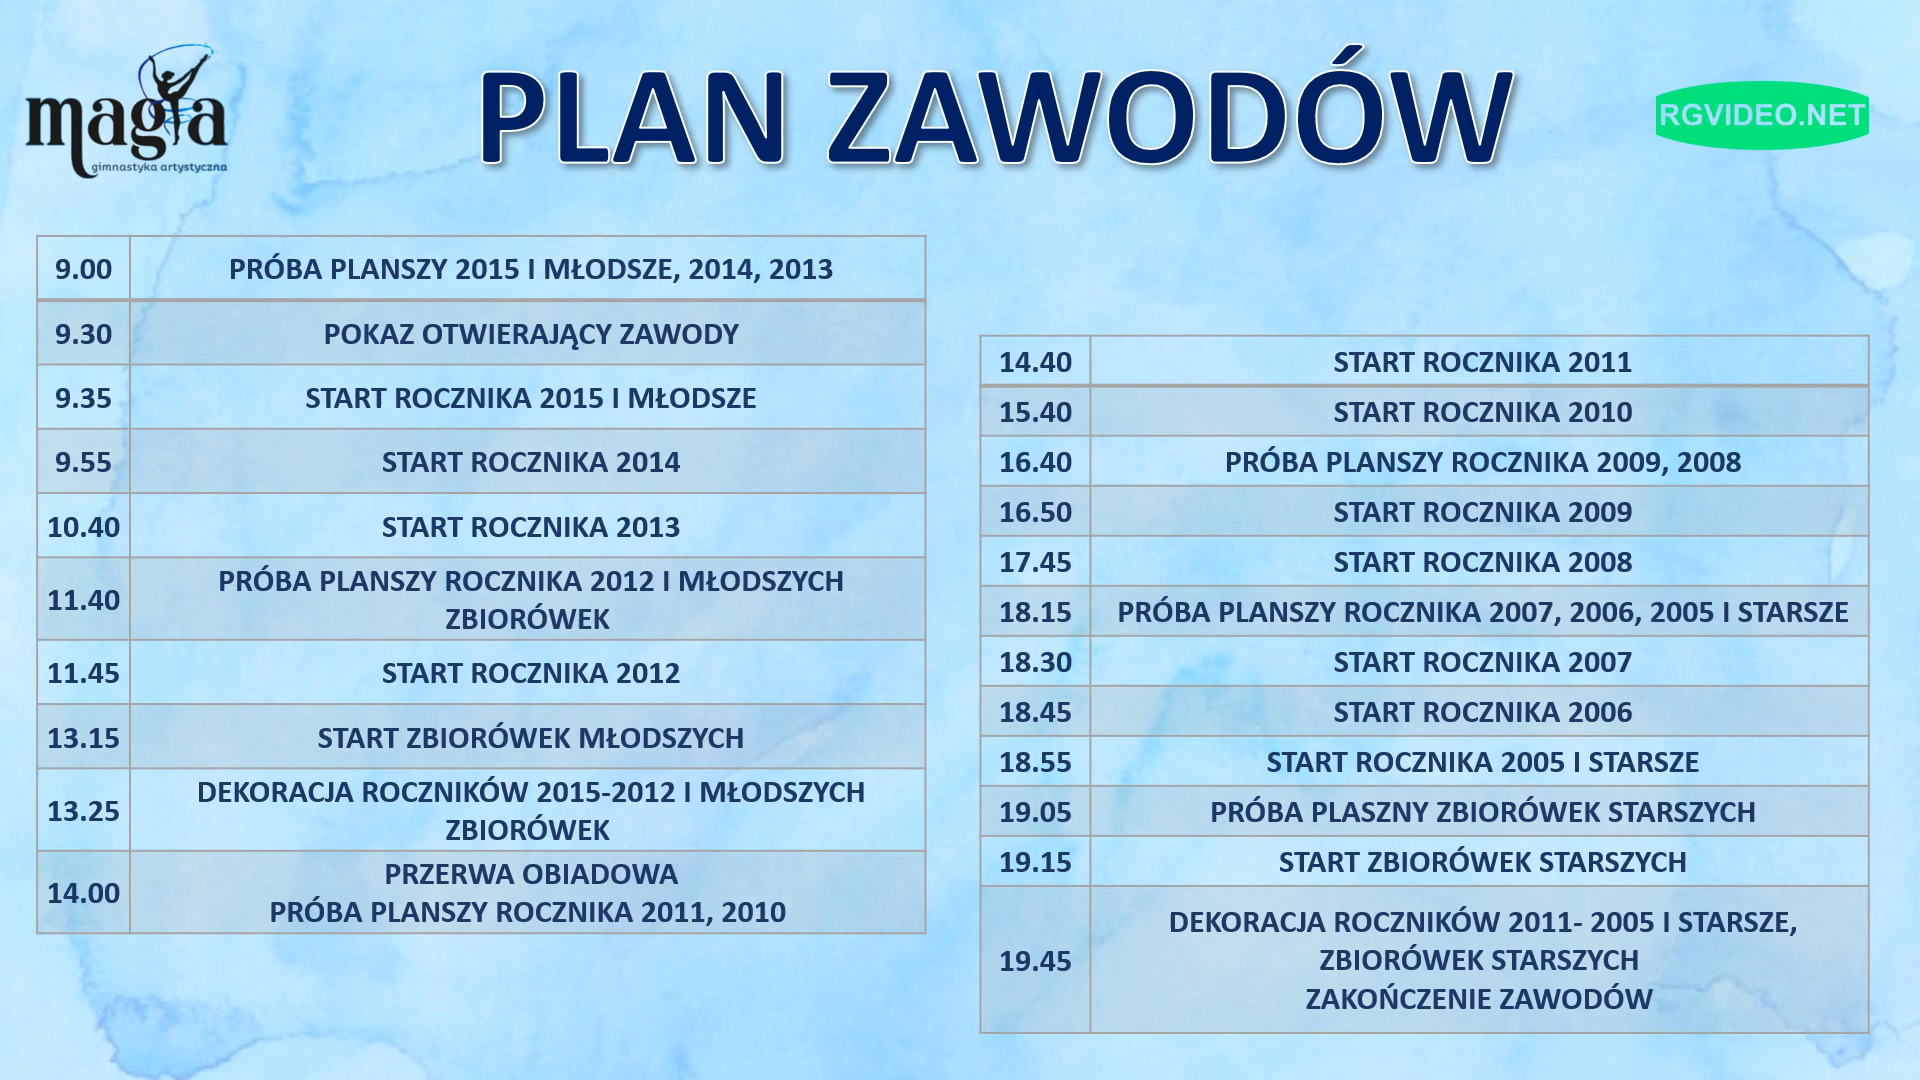 magia
gimnastyka artystyczna
PLAN ZAWODÓW
RGVIDEO.NET
9.00 PRÓBA PLANSZY 2015 I MŁODSZE, 2014, 2013
9.30 POKAZ OTWIERAJĄCY ZAWODY
9.35 START ROCZNIKA 2015 I MŁODSZE
9.55 START ROCZNIKA 2014
10.40 START ROCZNIKA 2013
11.40 PRÓBA PLANSZY ROCZNIKA 2012 I MŁODSZYCH
ZBIORÓWEK
11.45 START ROCZNIKA 2012
13.15 START ZBIORÓWEK MŁODSZYCH
13.25 DEKORACJA ROCZNIKÓW 2015-2012 I MŁODSZYCH
ZBIORÓWEK
14.00 PRZERWA OBIADOWA
PRÓBA PLANSZY ROCZNIKA 2011, 2010
14.40 START ROCZNIKA 2011
15.40 START ROCZNIKA 2010
16.40 PRÓBA PLANSZY ROCZNIKA 2009, 2008
16.50 START ROCZNIKA 2009
17.45 START ROCZNIKA 2008
18.15 PRÓBA PLANSZY ROCZNIKA 2007, 2006, 2005 I STARSZE
18.30 START ROCZNIKA 2007
18.45 START ROCZNIKA 2006
18.55 START ROCZNIKA 2005 I STARSZE
19.05 PRÓBA PLASZNY ZBIORÓWEK STARSZYCH
19.15 START ZBIORÓWEK STARSZYCH
19.45 DEKORACJA ROCZNIKÓW 2011- 2005 I STARSZE,
ZBIORÓWEK STARSZYCH
ZAKOŃCZENIE ZAWODÓW